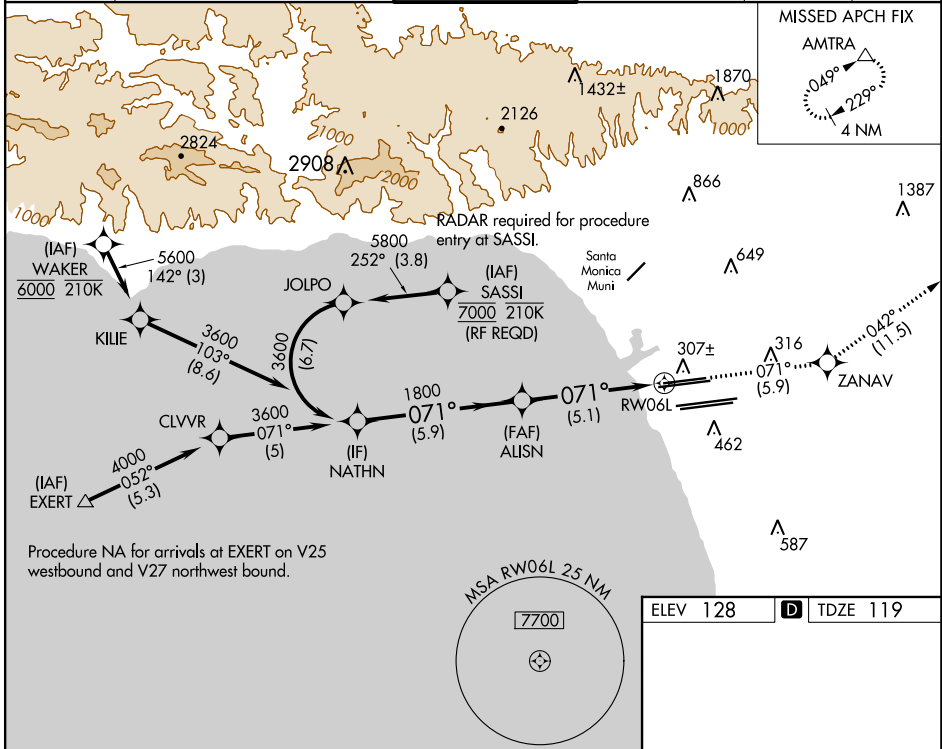 MISSED APCH FIX
AMTRA
049°
229°
4 NM
1432±
1870
2126
1000
1000
2824
2908
2000
1000
866
1387
RADAR required for procedure
entry at SASSI.
(IAF)
WAKER
6000 210K
5600
142° (3)
5800
252° (3.8)
JOLPO
(IAF)
SASSI
7000 210K
(RF REQD)
Santa
Monica
Muni
649
KILIE
3600
103°
(8.6)
3600
(6.7)
307±
316
042°
(11.5)
ZANAV
071°
(5.9)
RW06L
CLVVR
3600
071°
(5)
1800
071°
(5.9)
071°
(5.1)
(IF)
NATHN
(FAF)
ALISN
462
4000
052°
(5.3)
(IAF)
EXERT
587
Procedure NA for arrivals at EXERT on V25
westbound and V27 northwest bound.
MSA RW06L 25 NM
7700
ELEV 128 D TDZE 119